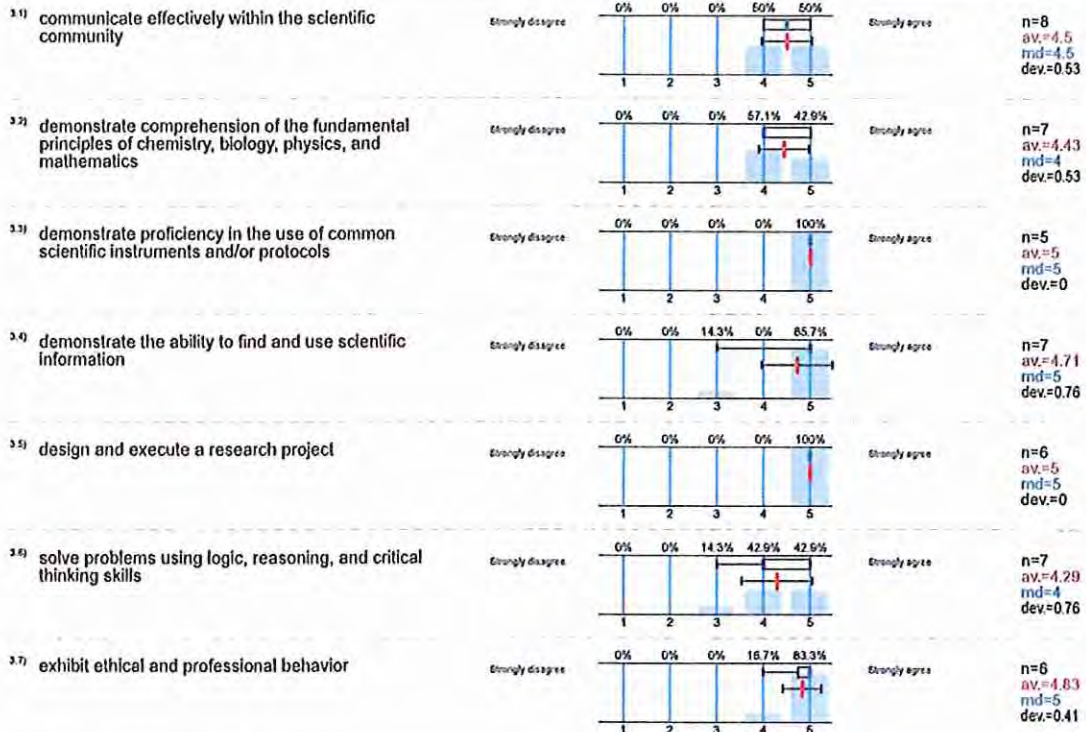 0% 0% 0% 50% 50%
3.1) communicate effectively within the scientific Strongly disagree Strongly agree n=8
community av.=4.5
md=4.5
dev.=0.53
1 2 3 4 5
0% 0% 0% 57.1% 42.9%
3.2) demonstrate comprehension of the fundamental Strongly disagree Strongly agree n=7
principles of chemistry, biology, physics, and av.=4.43
mathematics md=4
dev.=0.53
1 2 3 4 5
0% 0% 0% 0% 100%
3.3) demonstrate proficiency in the use of common Strongly disagree Strongly agree n=5
scientific instruments and/or protocols av.=5
md=5
dev.=0
1 2 3 4 5
0% 0% 14.3% 0% 85.7%
3.4) demonstrate the ability to find and use scientific Strongly disagree Strongly agree n=7
information av.=4.71
md=5
dev.=0.76
1 2 3 4 5
0% 0% 0% 0% 100%
3.5) design and execute a research project Strongly disagree Strongly agree n=6
av.=5
md=5
dev.=0
1 2 3 4 5
0% 0% 14.3% 42.9% 42.9%
3.6) solve problems using logic, reasoning, and critical Strongly disagree Strongly agree n=7
thinking skills av.=4.29
md=4
dev.=0.76
1 2 3 4 5
0% 0% 0% 16.7% 83.3%
3.7) exhibit ethical and professional behavior Strongly disagree Strongly agree n=6
av.=4.83
md=5
dev.=0.41
1 2 3 4 5